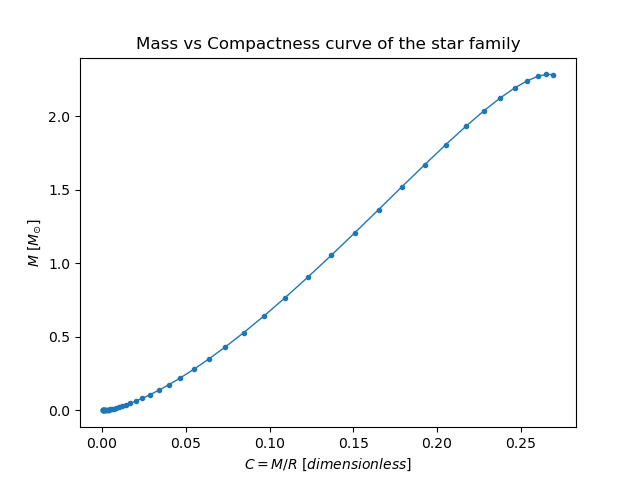 Mass vs Compactness curve of the star family
M [M⊙]
2.0
1.5
1.0
0.5
0.0
0.00 0.05 0.10 0.15 0.20 0.25
C = M/R [dimensionless]